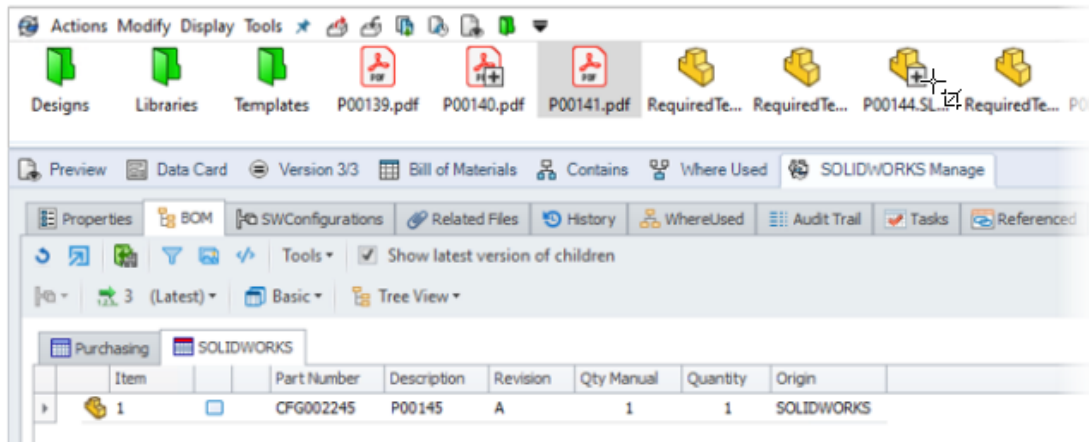 Actions Modify Display Tools
Designs Libraries Templates P00139.pdf P00140.pdf P00141.pdf RequiredTe... RequiredTe... P00144.SL... RequiredTe... P0
Preview Data Card Version 3/3 Bill of Materials Contains Where Used SOLIDWORKS Manage
Properties BOM SWConfigurations Related Files History WhereUsed Audit Trail Tasks Referenced
Tools Show latest version of children
3 (Latest) Basic Tree View
Purchasing SOLIDWORKS
Item Part Number Description Revision Qty Manual Quantity Origin
1 CFG002245 P00145 A 1 1 SOLIDWORKS